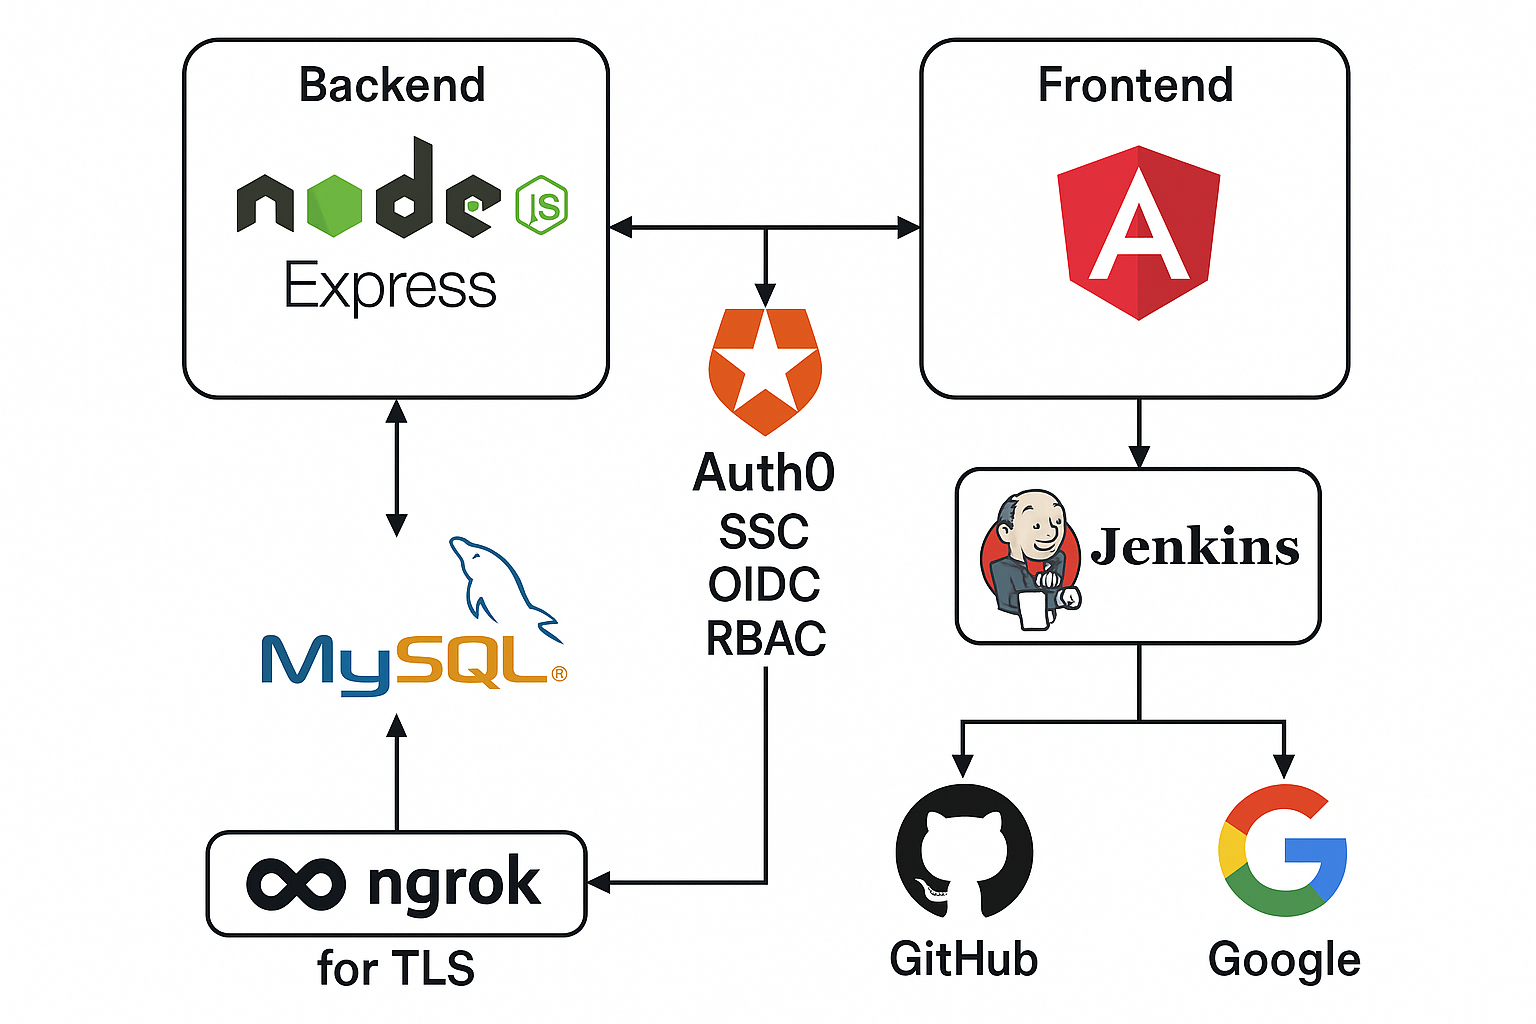 Backend
node JS
Express
Frontend
A
Auth0
SSC
OIDC
RBAC
Jenkins
MySQL®
ngrok
for TLS
GitHub
G
Google